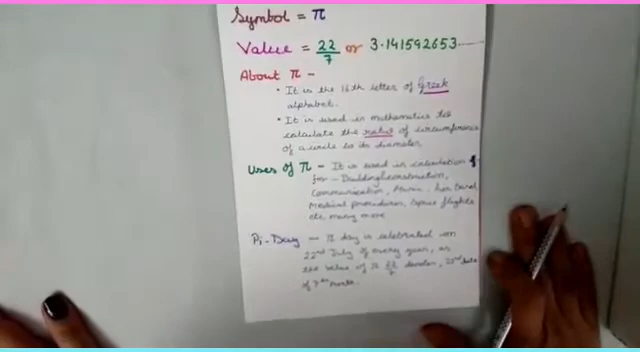 Symbol = π
Value = 22/7 or 3.141592653......
About π -
• It is the 16th letter of Greek
alphabet.
• It is used in mathematics to
calculate the ratio of circumference
of a circle to its diameter.
Uses of π - It is used in calculation
for - Building construction,
Communication, Music,
Medical procedures, Space flights
etc many more
Pi-Day - π day is celebrated on
22nd July of every year, as
the value of π 22/7 denotes, 22nd date
of 7th month.